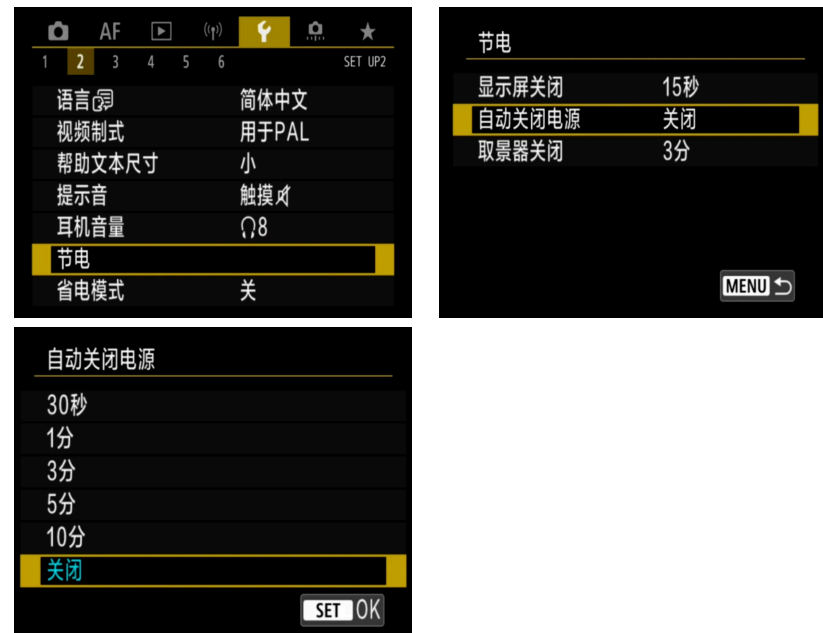 AF
1 2 3 4 5 6 SET UP2
语言
简体中文
视频制式
用于PAL
帮助文本尺寸
小
提示音
触摸
耳机音量
8
节电
省电模式
关
节电
显示屏关闭
15秒
自动关闭电源
关闭
取景器关闭
3分
MENU
自动关闭电源
30秒
1分
3分
5分
10分
关闭
SET OK